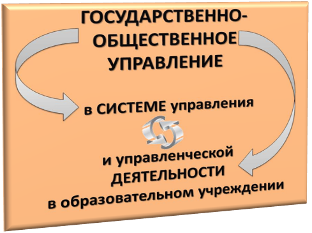 ГОСУДАРСТВЕННО-
ОБЩЕСТВЕННОЕ
УПРАВЛЕНИЕ
в СИСТЕМЕ управления
и управленческой
ДЕЯТЕЛЬНОСТИ
в образовательном учреждении